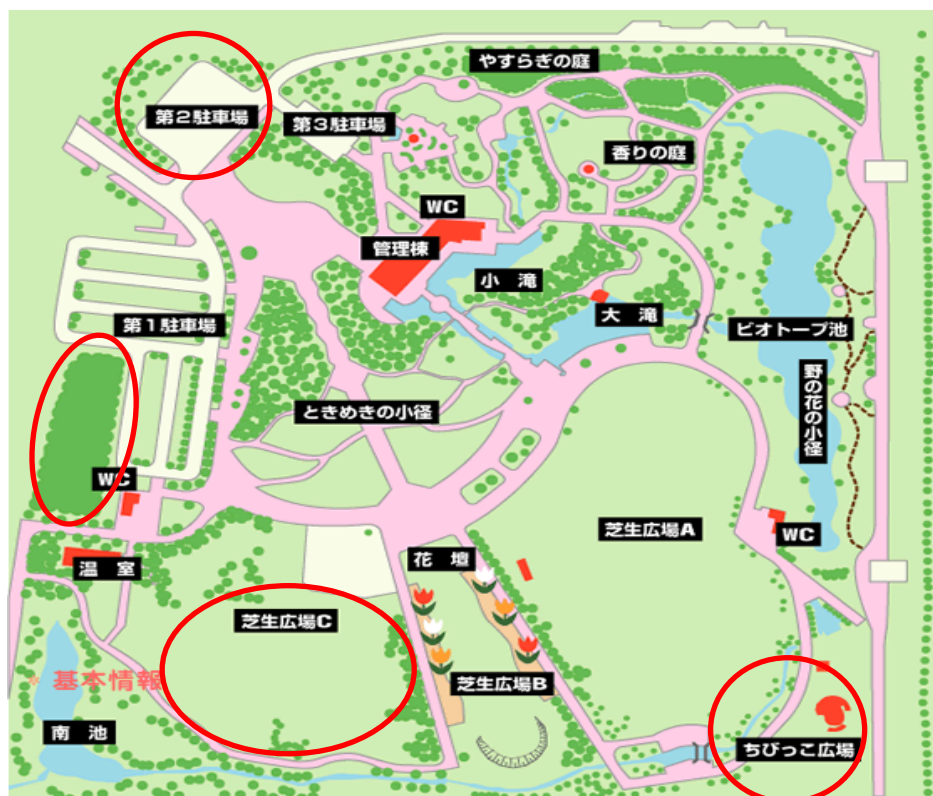 やすらぎの庭
第2駐車場
第3駐車場
香りの庭
WC
管理棟
小 滝
大 滝
第1駐車場
ビオトープ池
野の花の小径
ときめきの小径
WC
芝生広場A
WC
花 壇
温 室
芝生広場C
* 基本情報
芝生広場B
南 池
ちびっこ広場